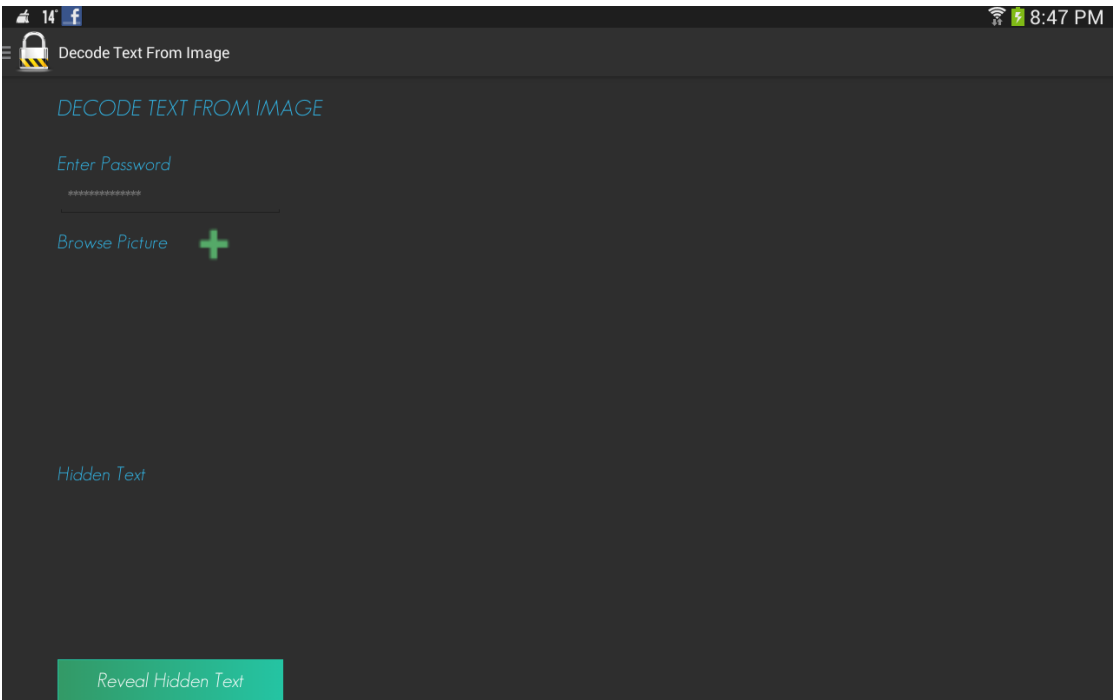 14° f 8:47 PM
Decode Text From Image
DECODE TEXT FROM IMAGE
Enter Password
**************
Browse Picture
Hidden Text
Reveal Hidden Text